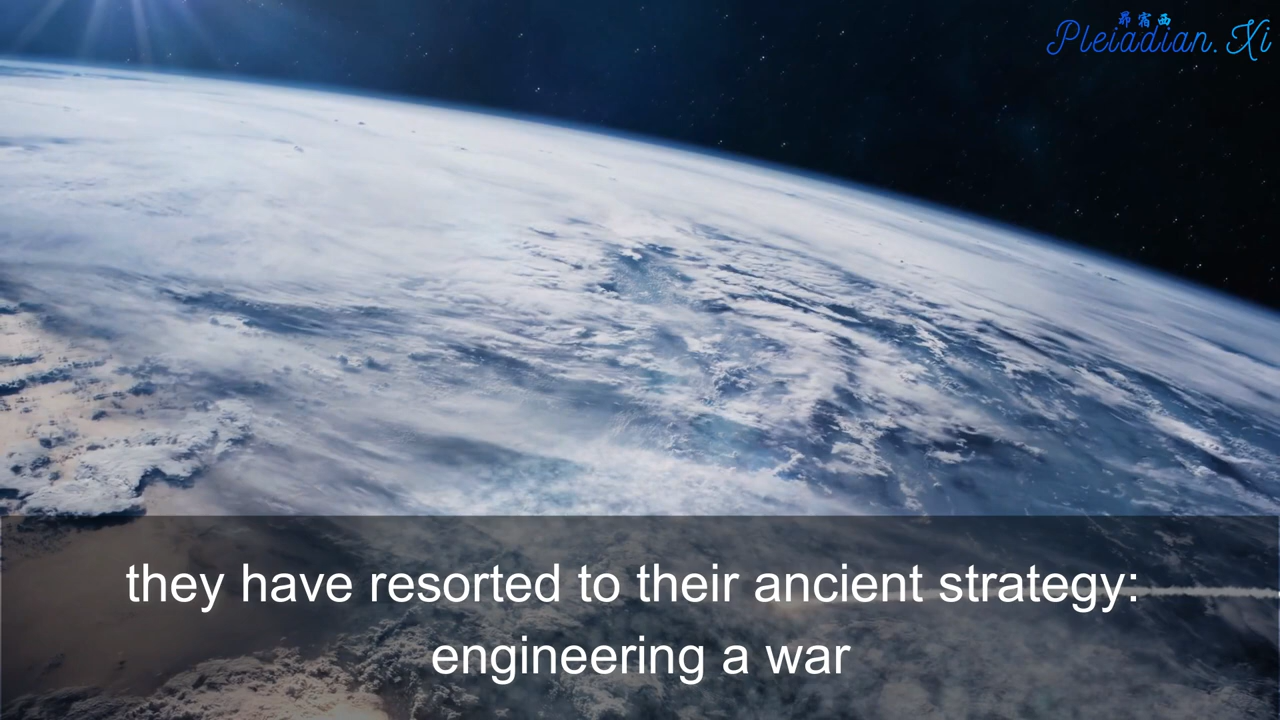 昴宿西
Pleiadian.Xi
they have resorted to their ancient strategy:
engineering a war